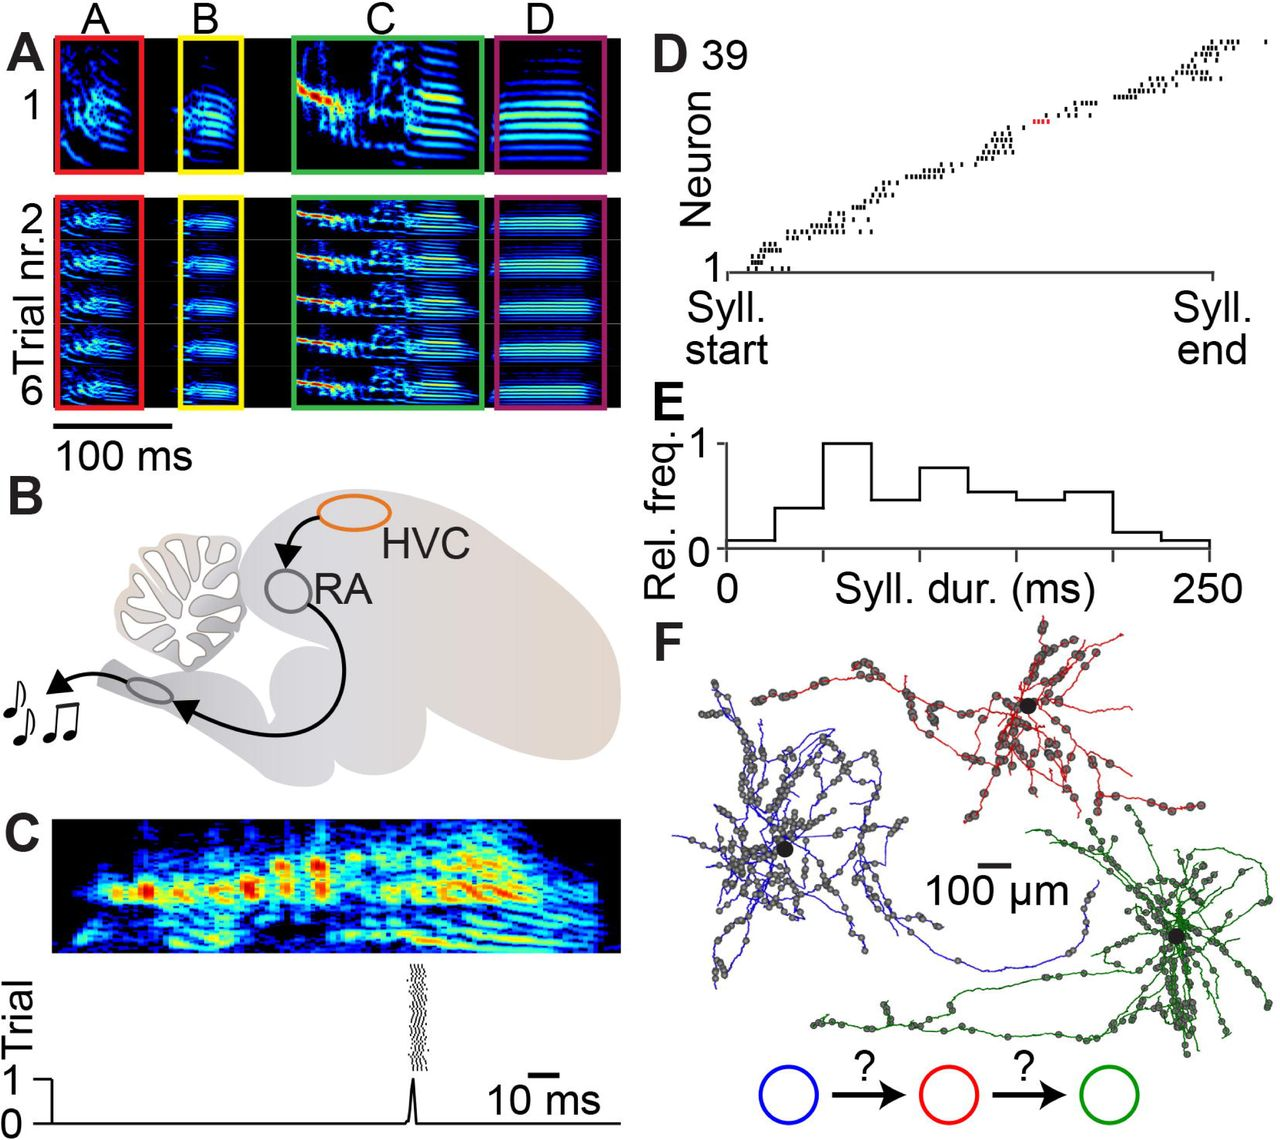 A B C D
A
1
2
Trial nr.
6
100 ms
B
HVC
RA
C
Trial
1
0
10 ms
D 39
Neuron
1
Syll. start
Syll. end
E
Rel. freq.
1
0
0 Syll. dur. (ms) 250
F
100 µm
? ?